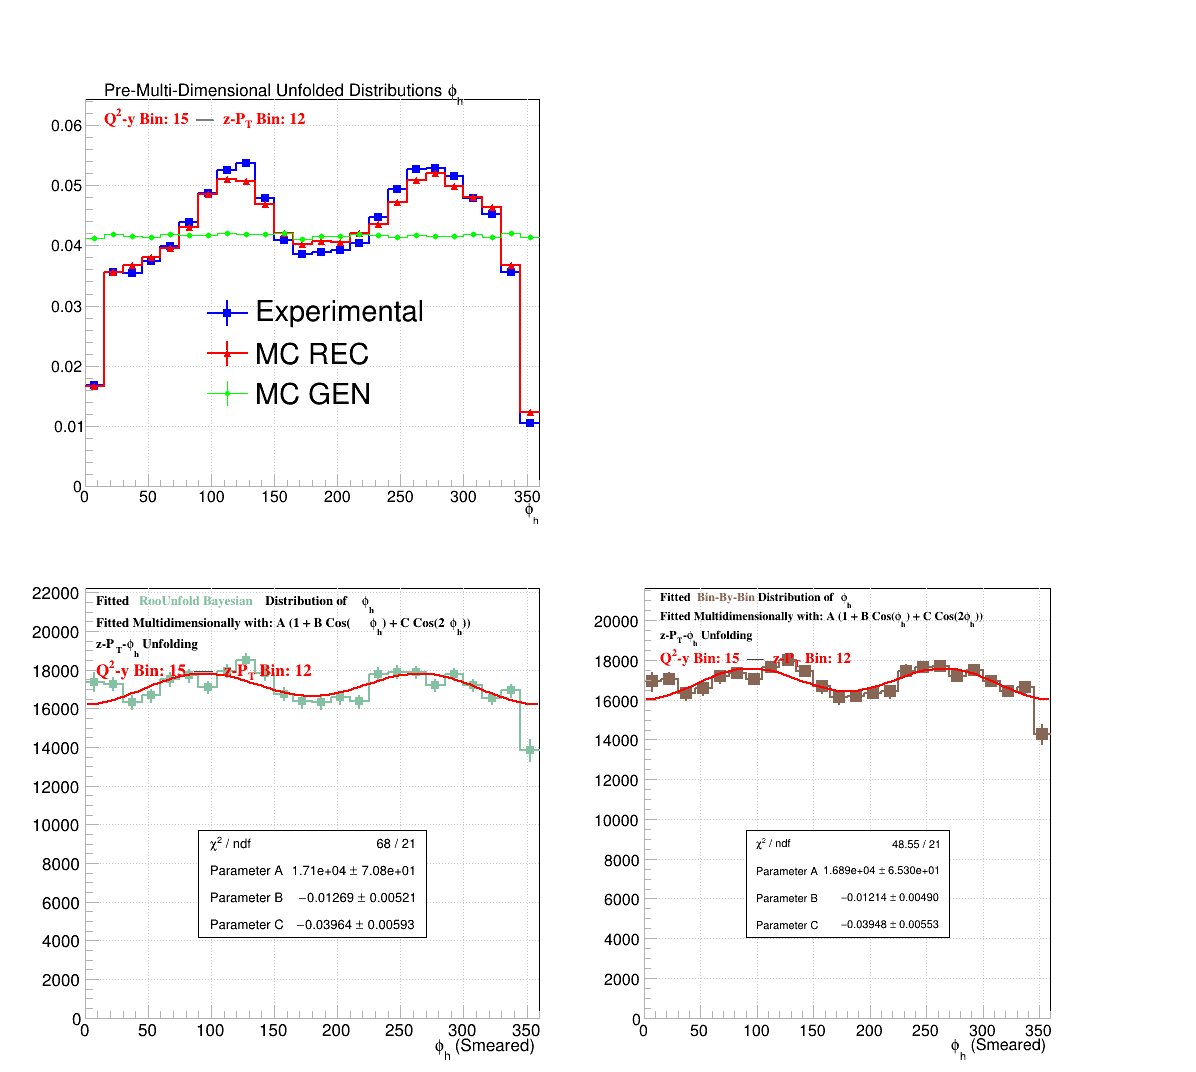 Pre-Multi-Dimensional Unfolded Distributions ϕh
Q2-y Bin: 15 — z-PT Bin: 12
0.06
0.05
0.04
0.03
0.02
0.01
0
Experimental
MC REC
MC GEN
0 50 100 150 200 250 300 350
ϕh
Fitted RooUnfold Bayesian Distribution of ϕh
Fitted Multidimensionally with: A (1 + B Cos( ϕh) + C Cos(2 ϕh))
z-PT-ϕh Unfolding
Q2-y Bin: 15 — z-PT Bin: 12
22000
20000
18000
16000
14000
12000
10000
8000
6000
4000
2000
0
χ2 / ndf 68 / 21
Parameter A 1.71e+04 ± 7.08e+01
Parameter B −0.01269 ± 0.00521
Parameter C −0.03964 ± 0.00593
0 50 100 150 200 250 300 350
ϕh (Smeared)
Fitted Bin-By-Bin Distribution of ϕh
Fitted Multidimensionally with: A (1 + B Cos(ϕh) + C Cos(2ϕh))
z-PT-ϕh Unfolding
Q2-y Bin: 15 — z-PT Bin: 12
20000
18000
16000
14000
12000
10000
8000
6000
4000
2000
0
χ2 / ndf 48.55 / 21
Parameter A 1.689e+04 ± 6.530e+01
Parameter B −0.01214 ± 0.00490
Parameter C −0.03948 ± 0.00553
0 50 100 150 200 250 300 350
ϕh (Smeared)